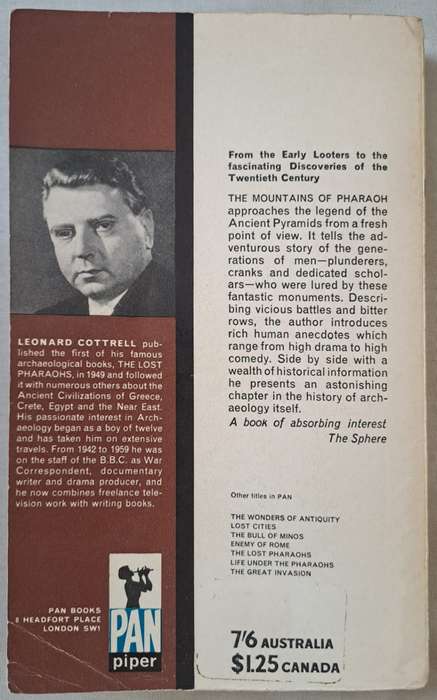 LEONARD COTTRELL pub-
lished the first of his famous
archaeological books, THE LOST
PHARAOHS, in 1949 and followed
it with numerous others about the
Ancient Civilizations of Greece,
Crete, Egypt and the Near East.
His passionate interest in Arch-
aeology began as a boy of twelve
and has taken him on extensive
travels. From 1942 to 1959 he was
on the staff of the B.B.C. as War
Correspondent, documentary
writer and drama producer, and
he now combines freelance tele-
vision work with writing books.
PAN BOOKS
8 HEADFORT PLACE
LONDON SW1
PAN
piper
From the Early Looters to the
fascinating Discoveries of the
Twentieth Century
THE MOUNTAINS OF PHARAOH
approaches the legend of the
Ancient Pyramids from a fresh
point of view. It tells the ad-
venturous story of the gene-
rations of men—plunderers,
cranks and dedicated schol-
ars—who were lured by these
fantastic monuments. Descri-
bing vicious battles and bitter
rows, the author introduces
rich human anecdotes which
range from high drama to high
comedy. Side by side with a
wealth of historical information
he presents an astonishing
chapter in the history of arch-
aeology itself.
A book of absorbing interest
The Sphere
Other titles in PAN
THE WONDERS OF ANTIQUITY
LOST CITIES
THE BULL OF MINOS
ENEMY OF ROME
THE LOST PHARAOHS
LIFE UNDER THE PHARAOHS
THE GREAT INVASION
7'6 AUSTRALIA
$1.25 CANADA